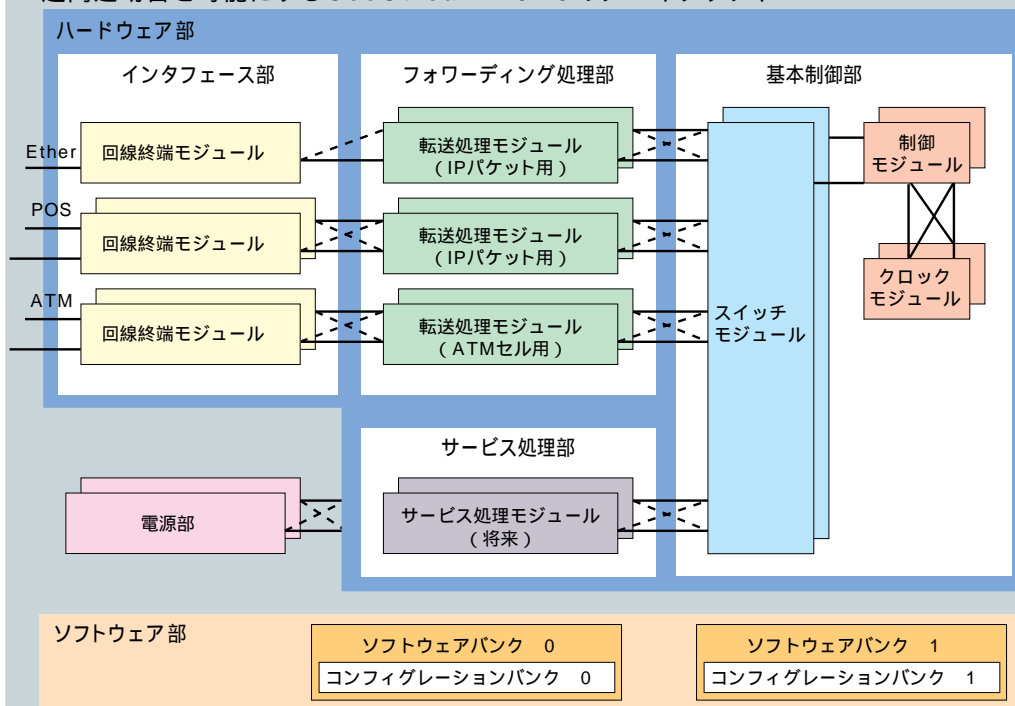 ハードウェア部
インタフェース部
フォワーディング処理部
基本制御部
Ether
回線終端モジュール
転送処理モジュール
(IPパケット用)
制御
モジュール
POS
回線終端モジュール
転送処理モジュール
(IPパケット用)
クロック
モジュール
ATM
回線終端モジュール
転送処理モジュール
(ATMセル用)
スイッチ
モジュール
サービス処理部
電源部
サービス処理モジュール
(将来)
ソフトウェア部
ソフトウェアバンク 0
コンフィグレーションバンク 0
ソフトウェアバンク 1
コンフィグレーションバンク 1